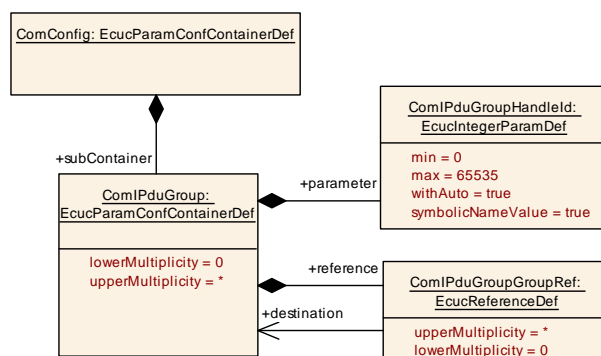 ComConfig: EcucParamConfContainerDef
+subContainer
ComIPduGroup:
EcucParamConfContainerDef
lowerMultiplicity = 0
upperMultiplicity = *
+parameter
ComIPduGroupHandleId:
EcucIntegerParamDef
min = 0
max = 65535
withAuto = true
symbolicNameValue = true
+reference
+destination
ComIPduGroupGroupRef:
EcucReferenceDef
upperMultiplicity = *
lowerMultiplicity = 0